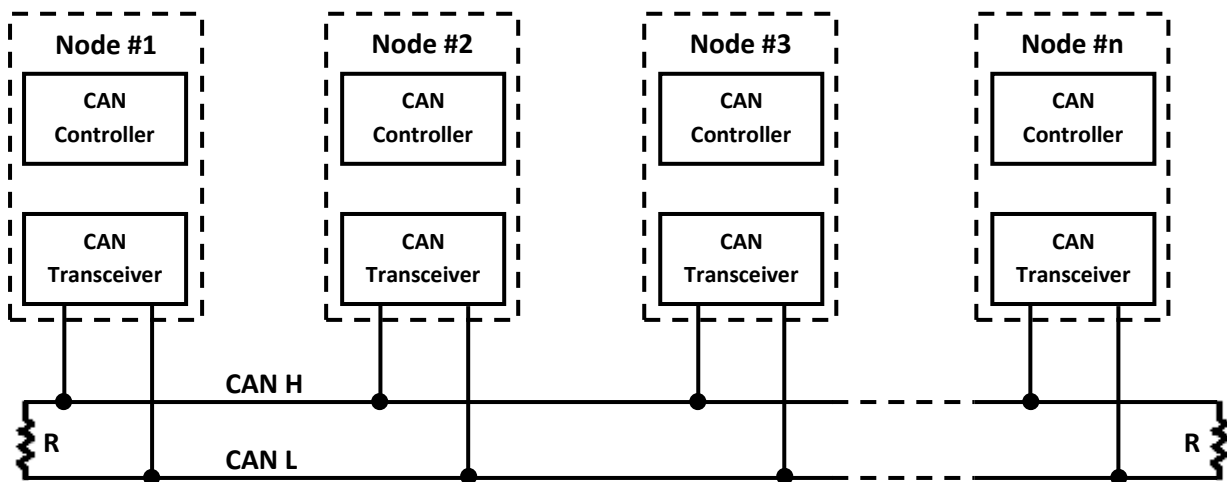 Node #1
Node #2
Node #3
Node #n
CAN
Controller
CAN
Controller
CAN
Controller
CAN
Controller
CAN
Transceiver
CAN
Transceiver
CAN
Transceiver
CAN
Transceiver
CAN H
R
R
CAN L